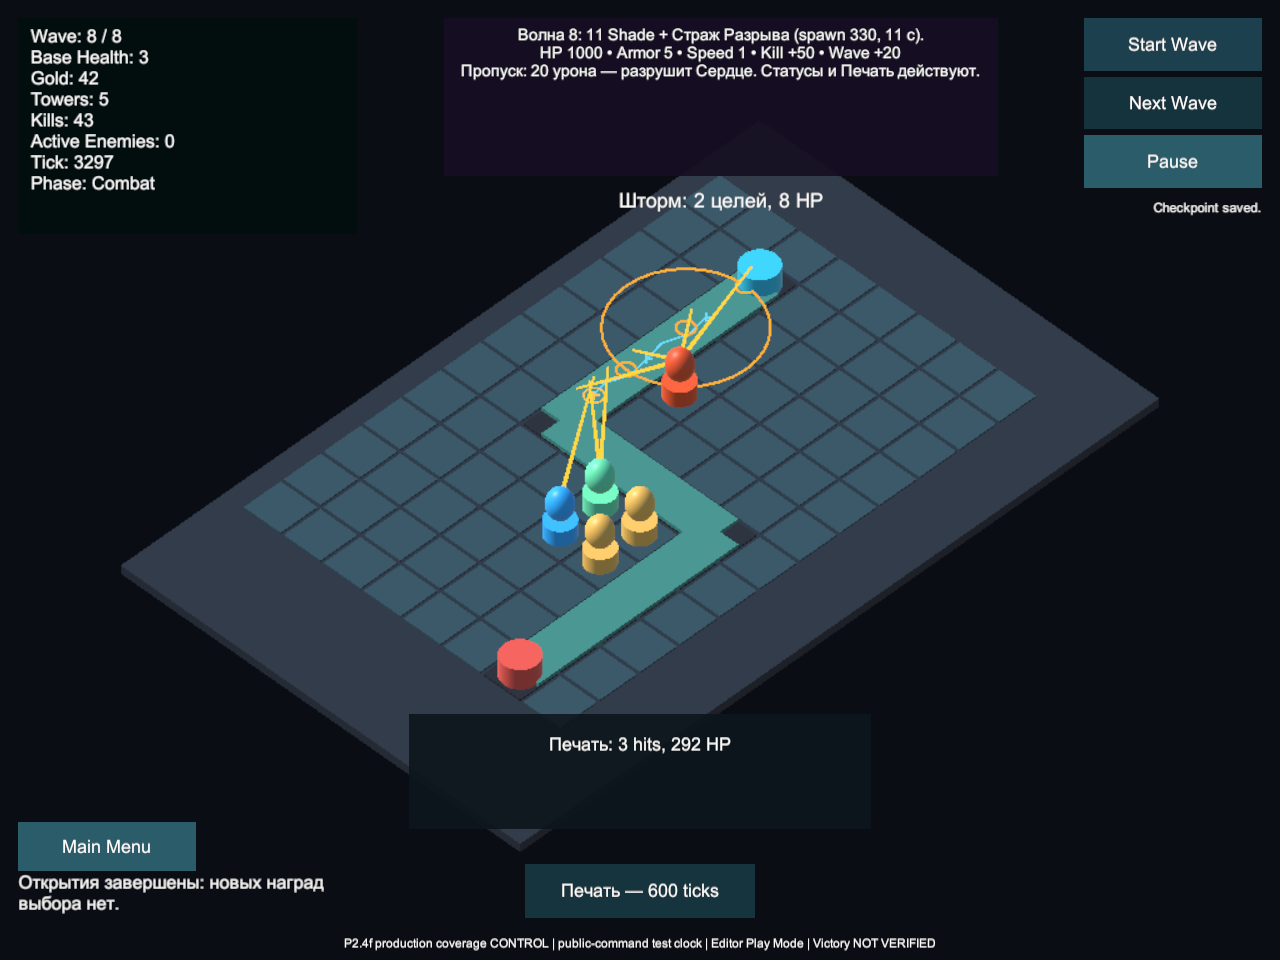 Wave: 8 / 8
Base Health: 3
Gold: 42
Towers: 5
Kills: 43
Active Enemies: 0
Tick: 3297
Phase: Combat
Волна 8: 11 Shade + Страж Разрыва (spawn 330, 11 с).
HP 1000 • Armor 5 • Speed 1 • Kill +50 • Wave +20
Пропуск: 20 урона — разрушит Сердце. Статусы и Печать действуют.
Start Wave
Next Wave
Pause
Checkpoint saved.
Шторм: 2 целей, 8 HP
Печать: 3 hits, 292 HP
Main Menu
Открытия завершены: новых наград
выбора нет.
Печать — 600 ticks
P2.4f production coverage CONTROL | public-command test clock | Editor Play Mode | Victory NOT VERIFIED